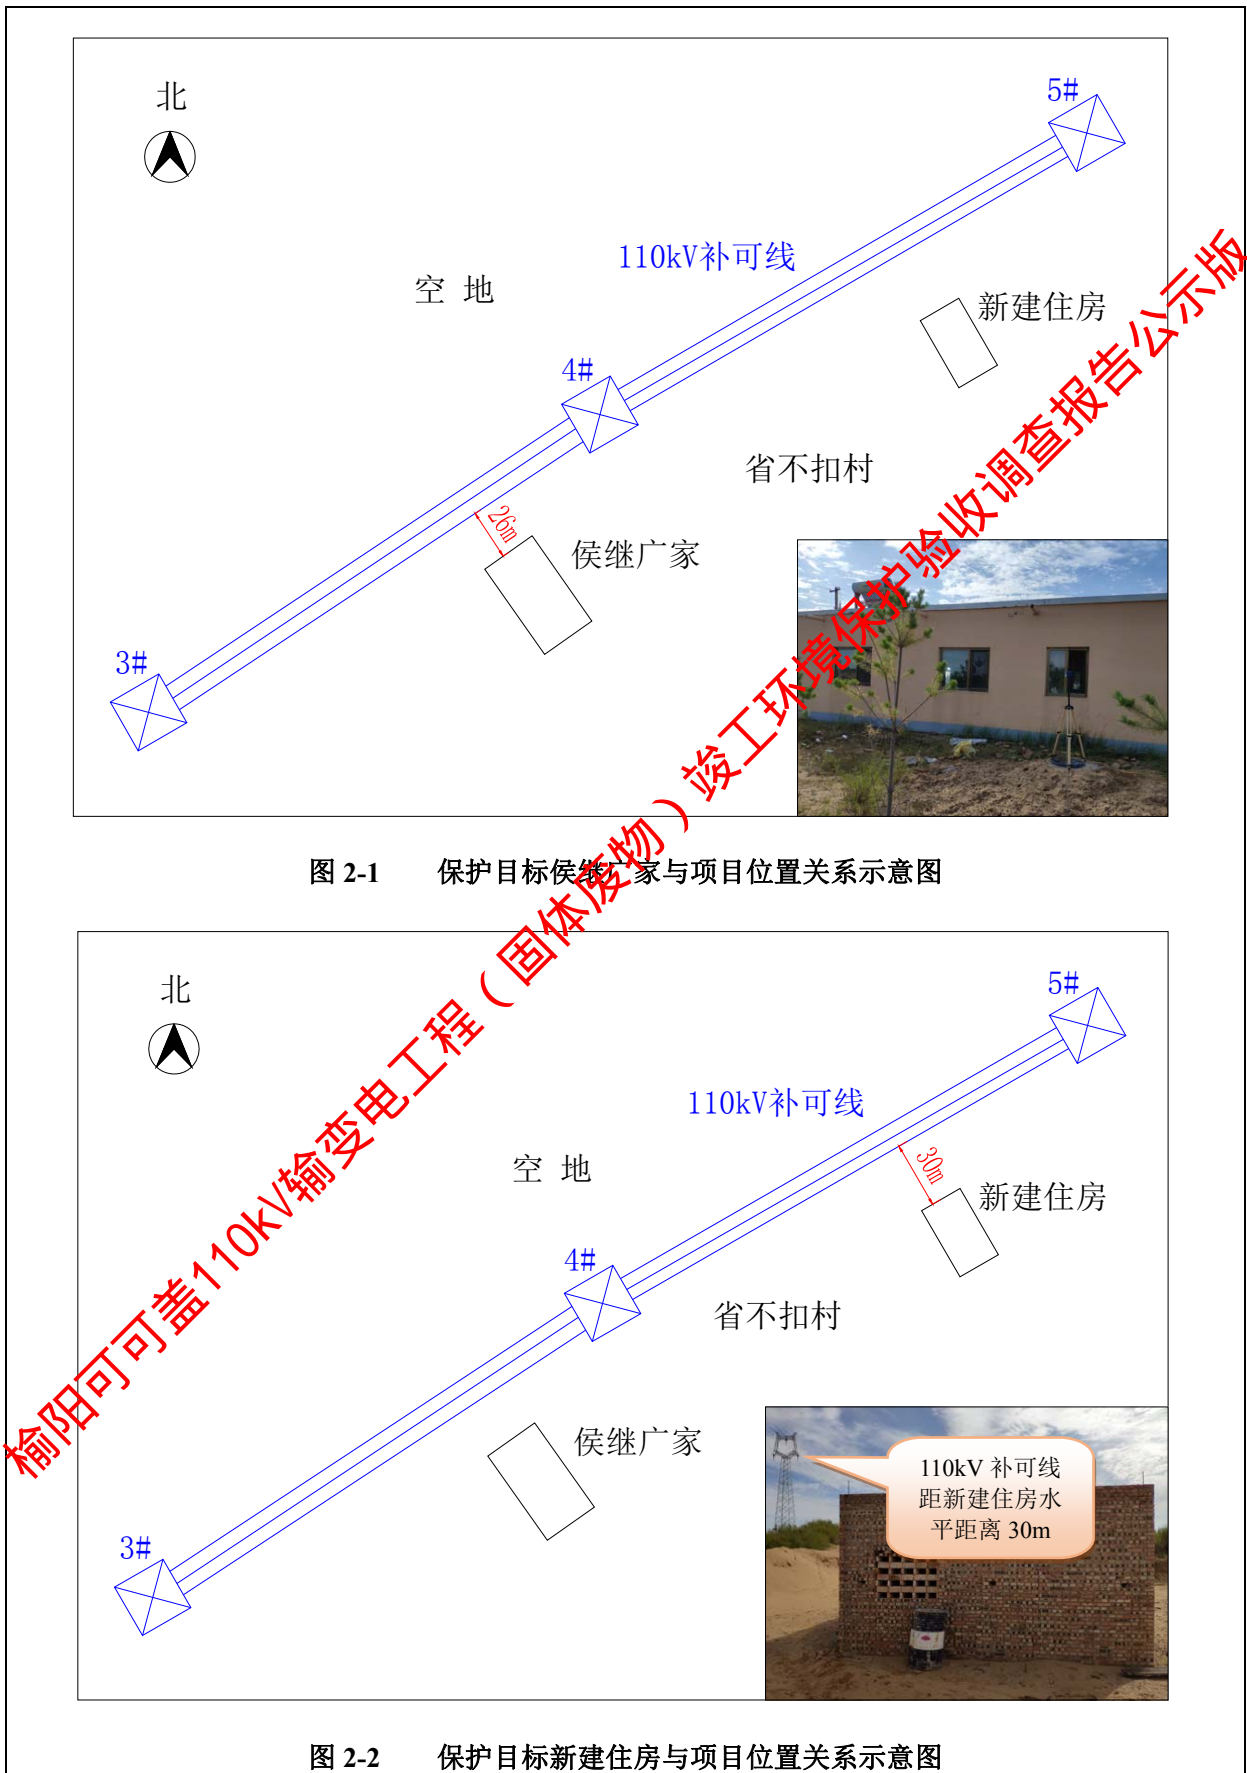 北
5#
110kV补可线
空 地
新建住房
4#
省不扣村
26m
侯继广家
3#
图 2-1 保护目标侯继广家与项目位置关系示意图
北
5#
110kV补可线
30m
空 地
新建住房
4#
省不扣村
侯继广家
110kV 补可线
距新建住房水
平距离 30m
3#
图 2-2 保护目标新建住房与项目位置关系示意图
榆阳可可盖110kV输变电工程（固体废物）竣工环境保护验收调查报告公示版